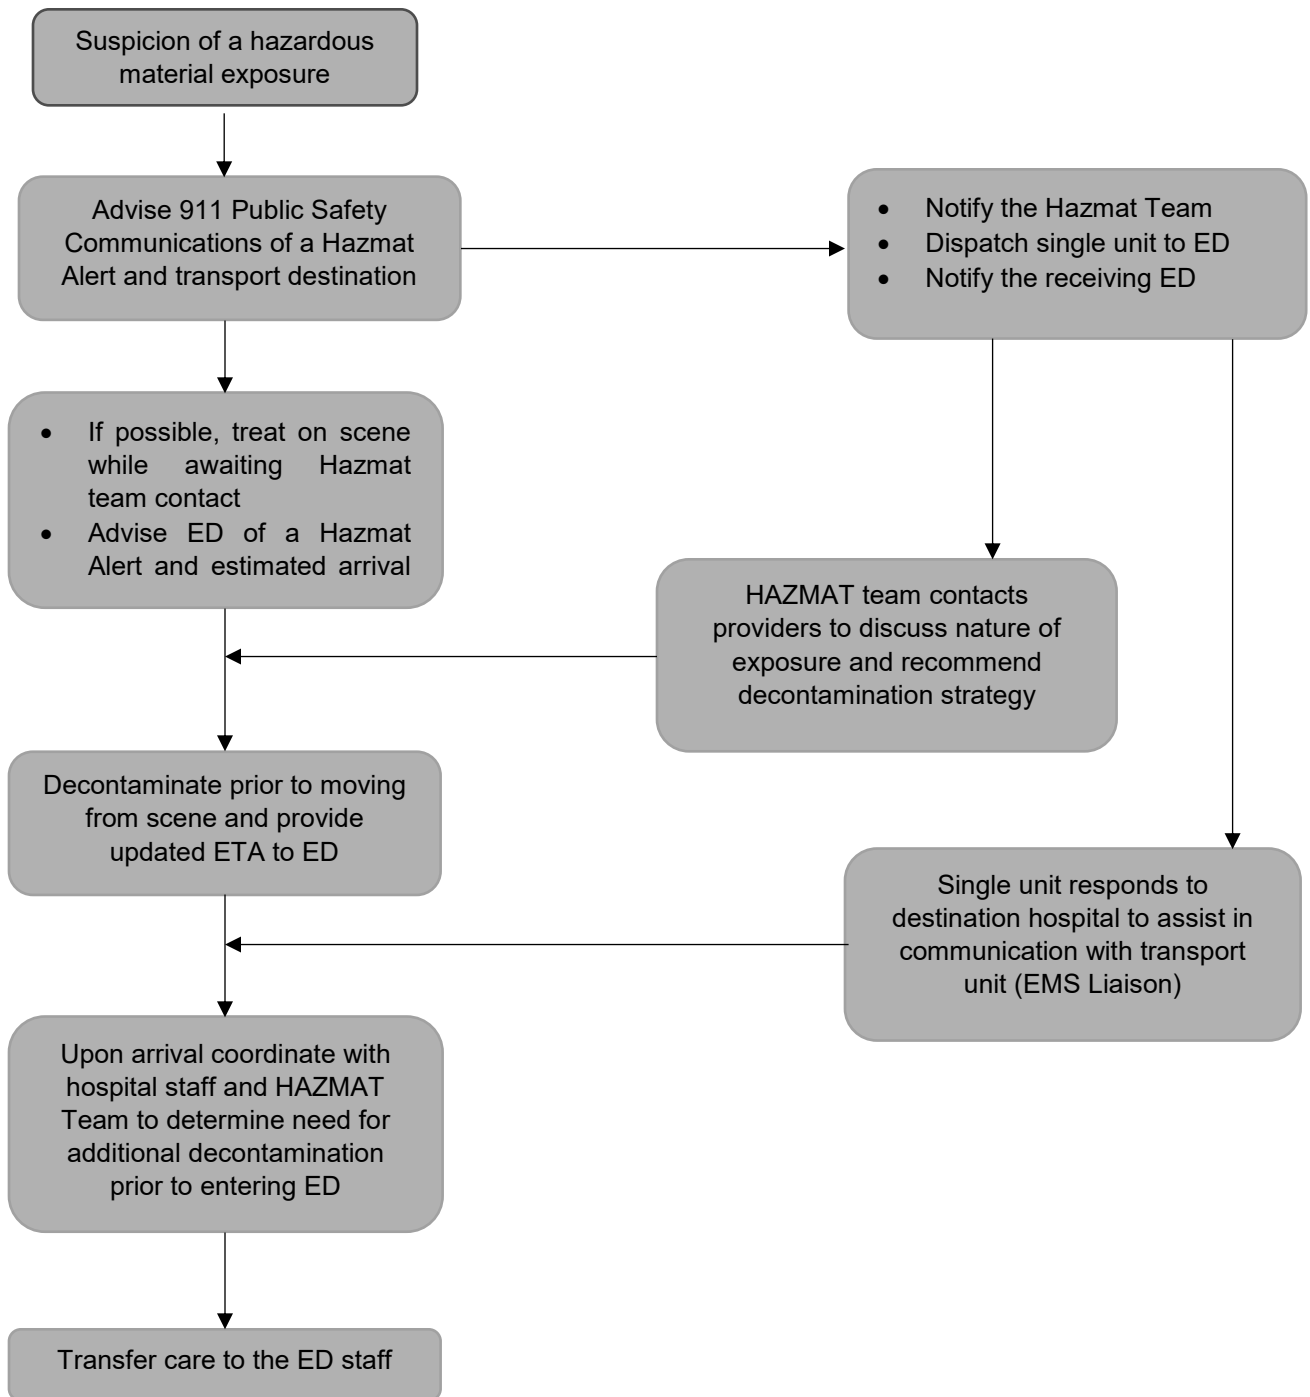 Suspicion of a hazardous
material exposure
Advise 911 Public Safety
Communications of a Hazmat
Alert and transport destination
• Notify the Hazmat Team
• Dispatch single unit to ED
• Notify the receiving ED
• If possible, treat on scene
while awaiting Hazmat
team contact
• Advise ED of a Hazmat
Alert and estimated arrival
HAZMAT team contacts
providers to discuss nature of
exposure and recommend
decontamination strategy
Decontaminate prior to moving
from scene and provide
updated ETA to ED
Single unit responds to
destination hospital to assist in
communication with transport
unit (EMS Liaison)
Upon arrival coordinate with
hospital staff and HAZMAT
Team to determine need for
additional decontamination
prior to entering ED
Transfer care to the ED staff